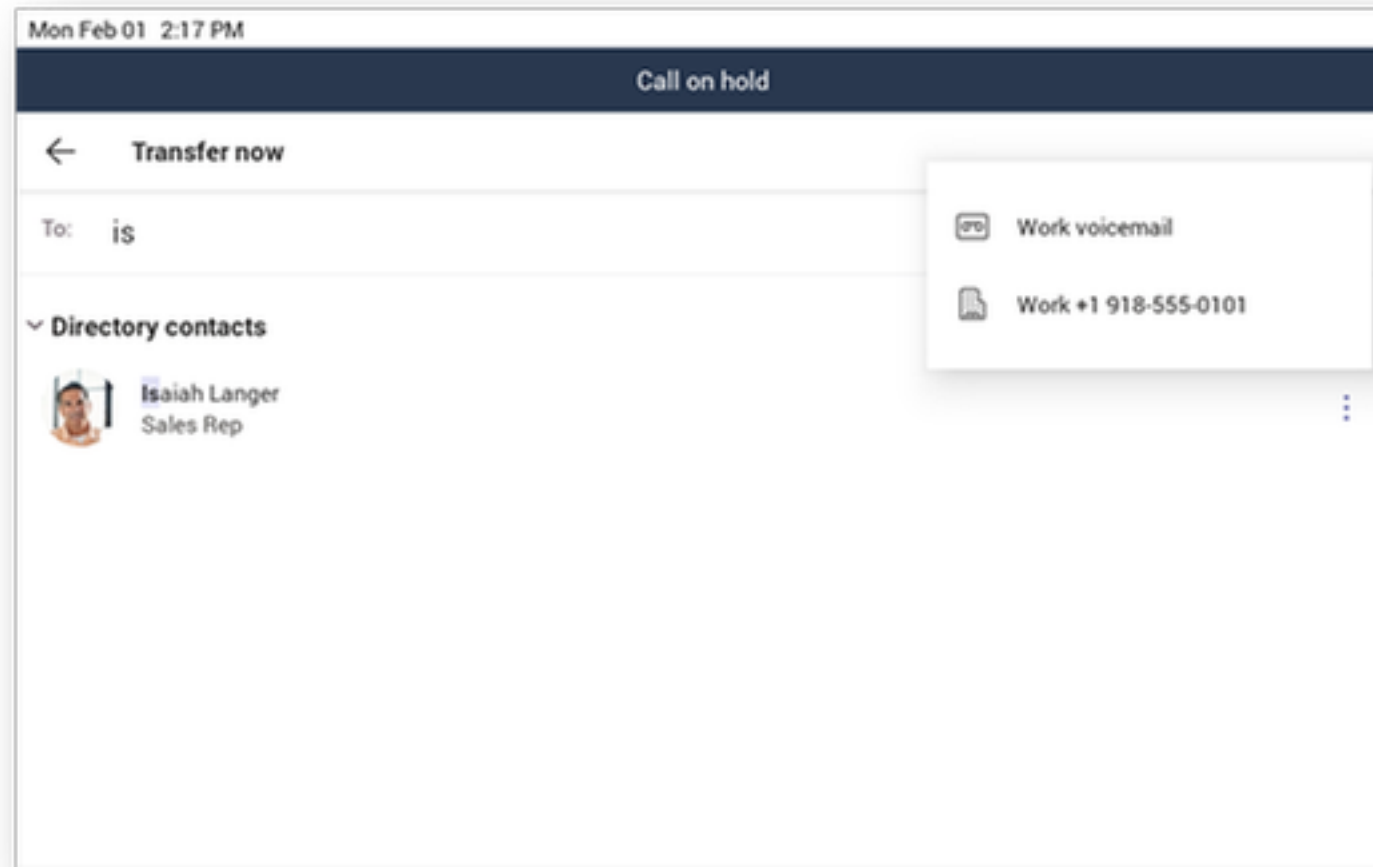 Mon Feb 01 2:17 PM
Call on hold
Transfer now
To: is
Work voicemail
Work +1 918-555-0101
Directory contacts
Isaiah Langer
Sales Rep